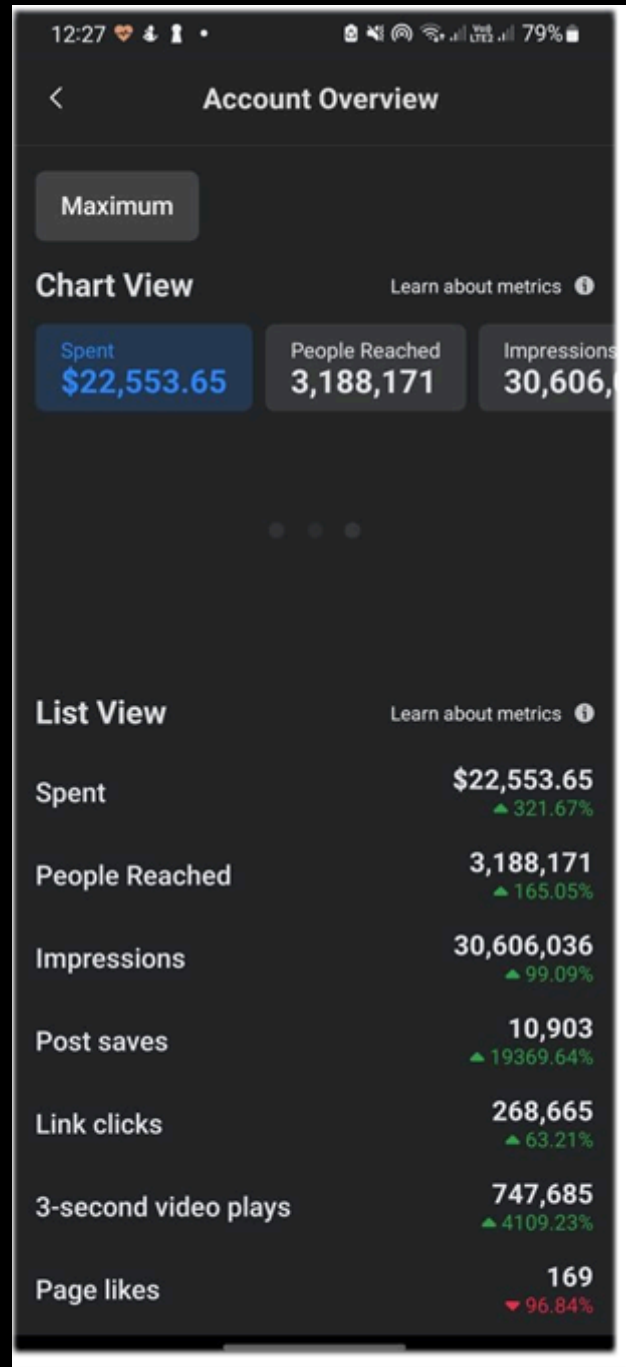 12:27 79%
Account Overview
Maximum
Chart View Learn about metrics
Spent People Reached Impressions
$22,553.65 3,188,171 30,606,
List View Learn about metrics
Spent $22,553.65
321.67%
People Reached 3,188,171
165.05%
Impressions 30,606,036
99.09%
Post saves 10,903
19369.64%
Link clicks 268,665
63.21%
3-second video plays 747,685
4109.23%
Page likes 169
96.84%